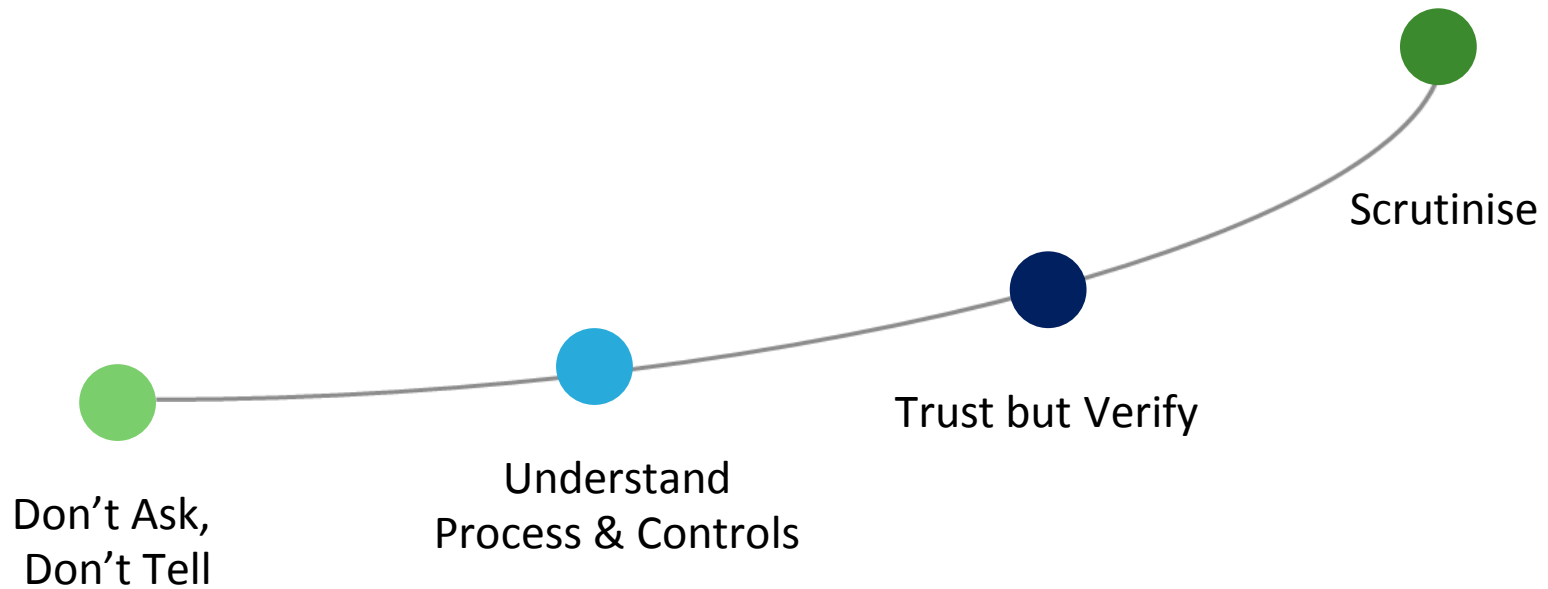 Don’t Ask,
Don’t Tell
Understand
Process & Controls
Trust but Verify
Scrutinise